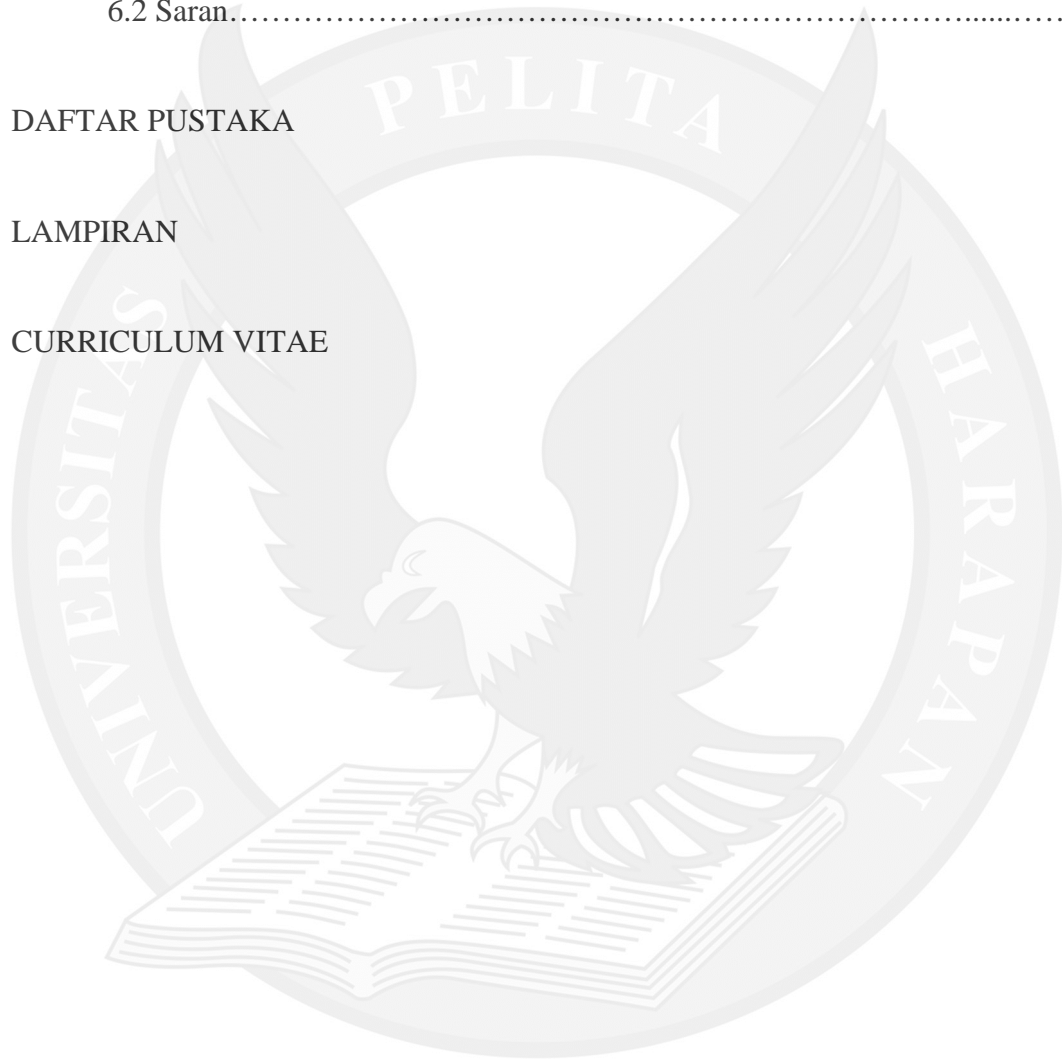 6.2 Saran……………………………………………………………………......……
DAFTAR PUSTAKA
LAMPIRAN
CURRICULUM VITAE
UNIVERSITAS PELITA HARAPAN